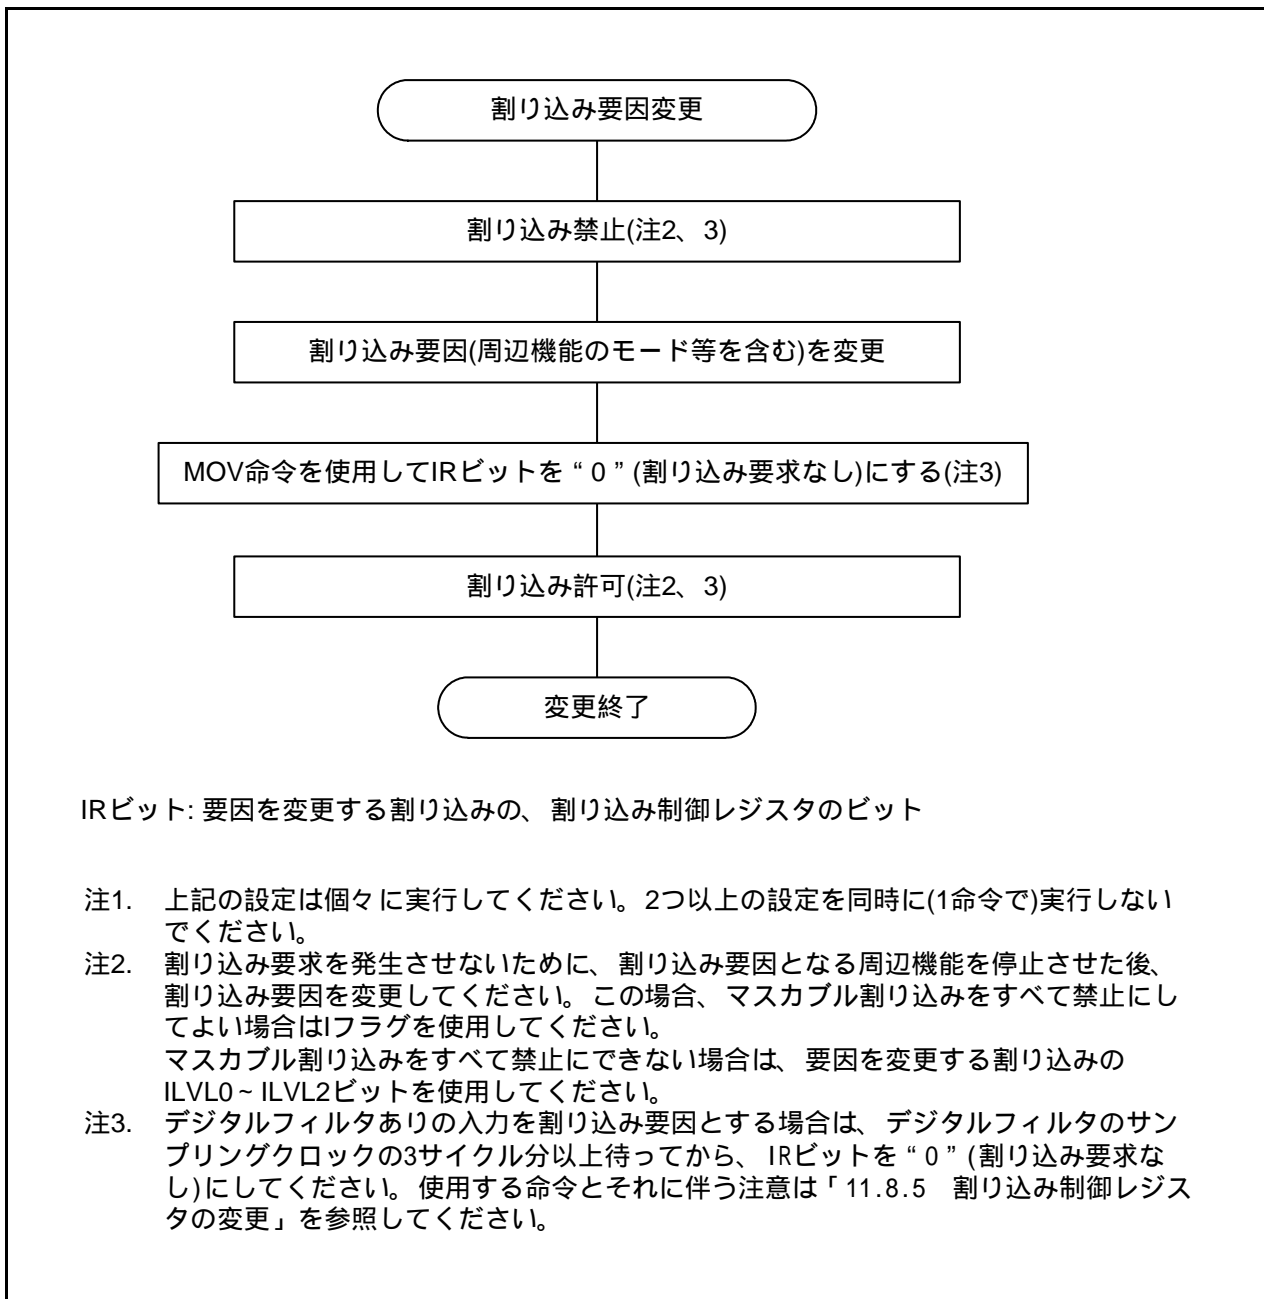 割り込み要因変更
割り込み禁止(注2、3)
割り込み要因(周辺機能のモード等を含む)を変更
MOV命令を使用してIRビットを“0”(割り込み要求なし)にする(注3)
割り込み許可(注2、3)
変更終了
IRビット: 要因を変更する割り込みの、割り込み制御レジスタのビット
注1. 上記の設定は個々に実行してください。2つ以上の設定を同時に(1命令で)実行しない
でください。
注2. 割り込み要求を発生させないために、割り込み要因となる周辺機能を停止させた後、
割り込み要因を変更してください。この場合、マスカブル割り込みをすべて禁止にし
てよい場合はIフラグを使用してください。
マスカブル割り込みをすべて禁止にできない場合は、要因を変更する割り込みの
ILVL0~ILVL2ビットを使用してください。
注3. デジタルフィルタありの入力を割り込み要因とする場合は、デジタルフィルタのサン
プリングクロックの3サイクル分以上待ってから、IRビットを“0”(割り込み要求な
し)にしてください。使用する命令とそれに伴う注意は「11.8.5 割り込み制御レジス
タの変更」を参照してください。